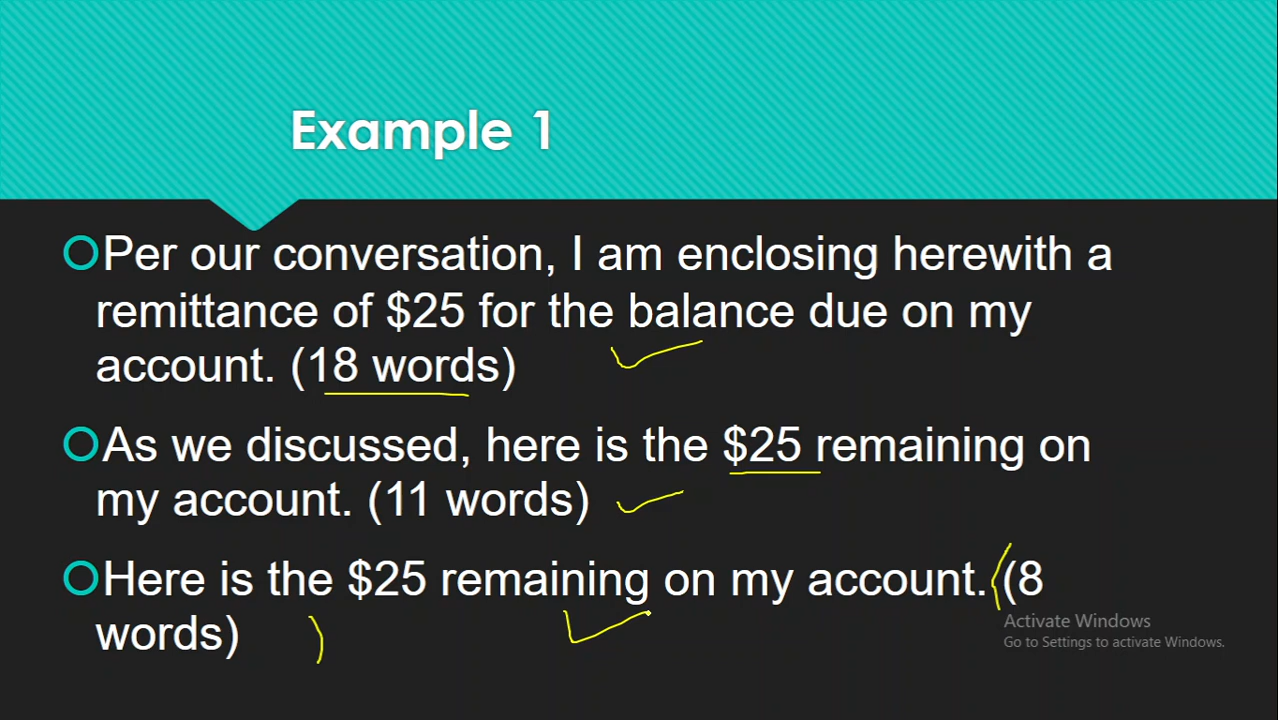 Example 1
Per our conversation, I am enclosing herewith a
remittance of $25 for the balance due on my
account. (18 words)
As we discussed, here is the $25 remaining on
my account. (11 words)
Here is the $25 remaining on my account. (8
words)
Activate Windows
Go to Settings to activate Windows.